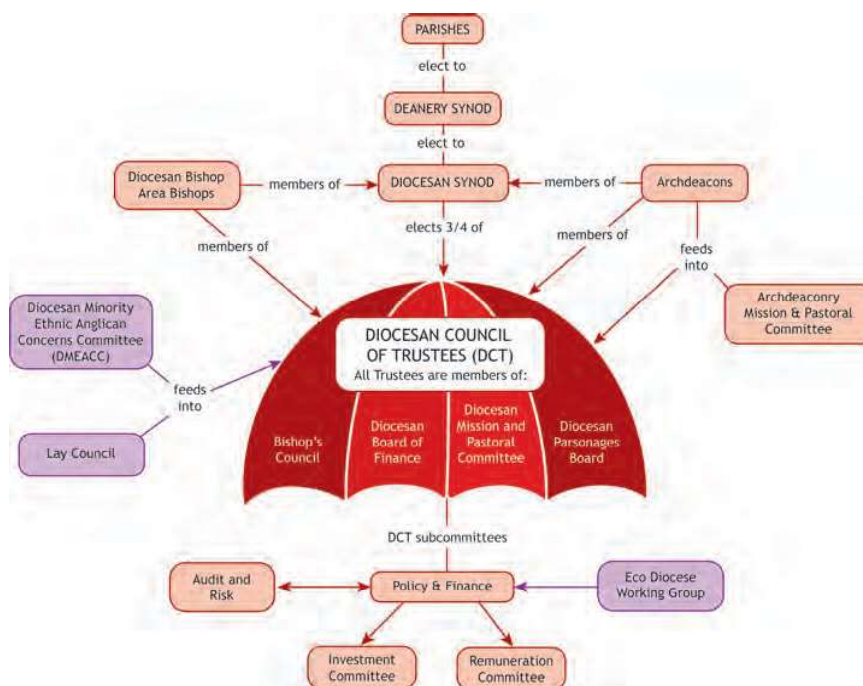 PARISHES
elect to
DEANERY SYNOD
elect to
Diocesan Bishop
Area Bishops
members of
DIOCESAN SYNOD
members of
Archdeacons
members of
elects 3/4 of
members of
feeds
into
Archdeaconry
Mission & Pastoral
Committee
Diocesan Minority
Ethnic Anglican
Concerns Committee
(DMEACC)
feeds
into
Lay Council
DIOCESAN COUNCIL
OF TRUSTEES (DCT)
All Trustees are members of:
Bishop's
Council
Diocesan
Board of
Finance
Diocesan
Mission and
Pastoral
Committee
Diocesan
Parsonages
Board
DCT subcommittees
Audit and
Risk
Policy & Finance
Eco Diocese
Working Group
Investment
Committee
Remuneration
Committee